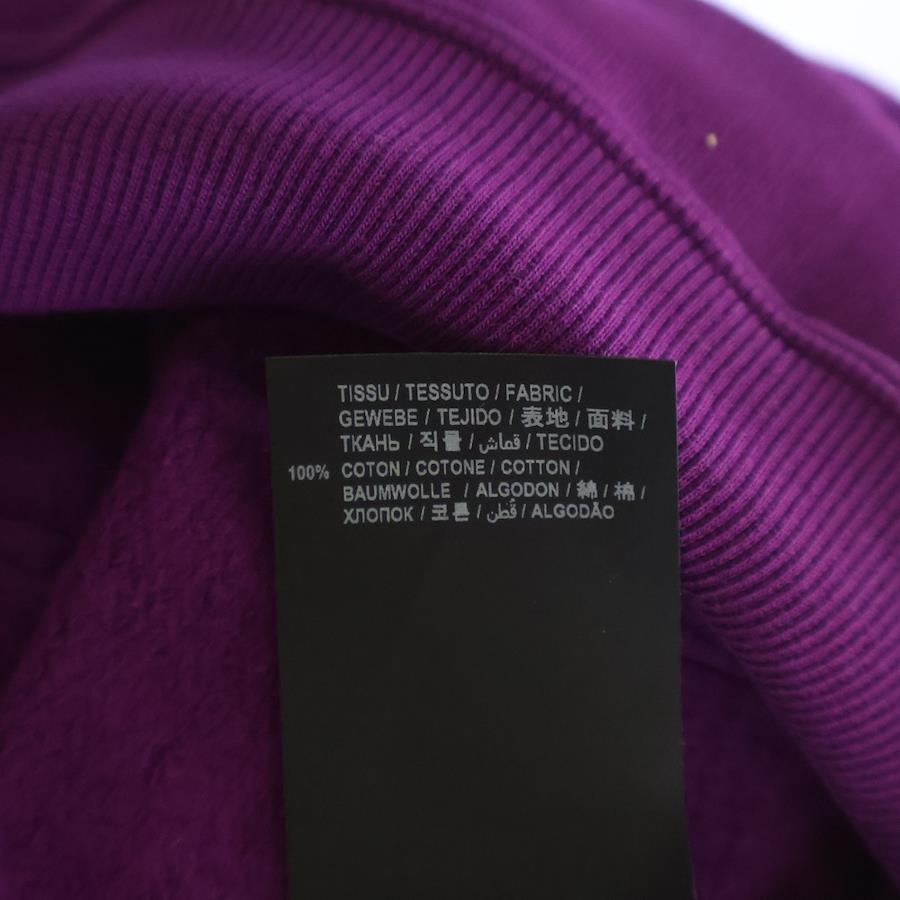 TISSU / TESSUTO / FABRIC /
GEWEBE / TEJIDO / 表地 / 面料 /
ТКАНЬ / 직물 / قماش / TECIDO
100% COTON / COTONE / COTTON /
BAUMWOLLE / ALGODON / 綿 / 棉 /
ХЛОПОК / 코튼 / قُطن / ALGODÃO